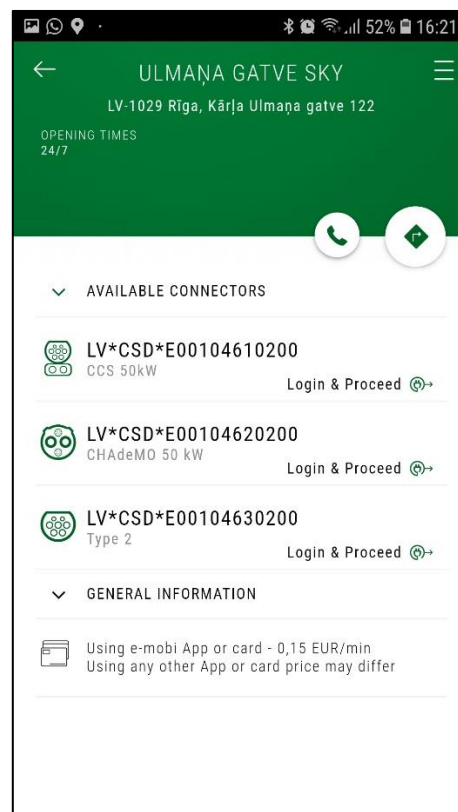 52% 16:21
ULMAŅA GATVE SKY
LV-1029 Rīga, Kārļa Ulmaņa gatve 122
OPENING TIMES
24/7
AVAILABLE CONNECTORS
LV*CSD*E00104610200
CCS 50kW
Login & Proceed
LV*CSD*E00104620200
CHAdeMO 50 kW
Login & Proceed
LV*CSD*E00104630200
Type 2
Login & Proceed
GENERAL INFORMATION
Using e-mobi App or card - 0,15 EUR/min
Using any other App or card price may differ